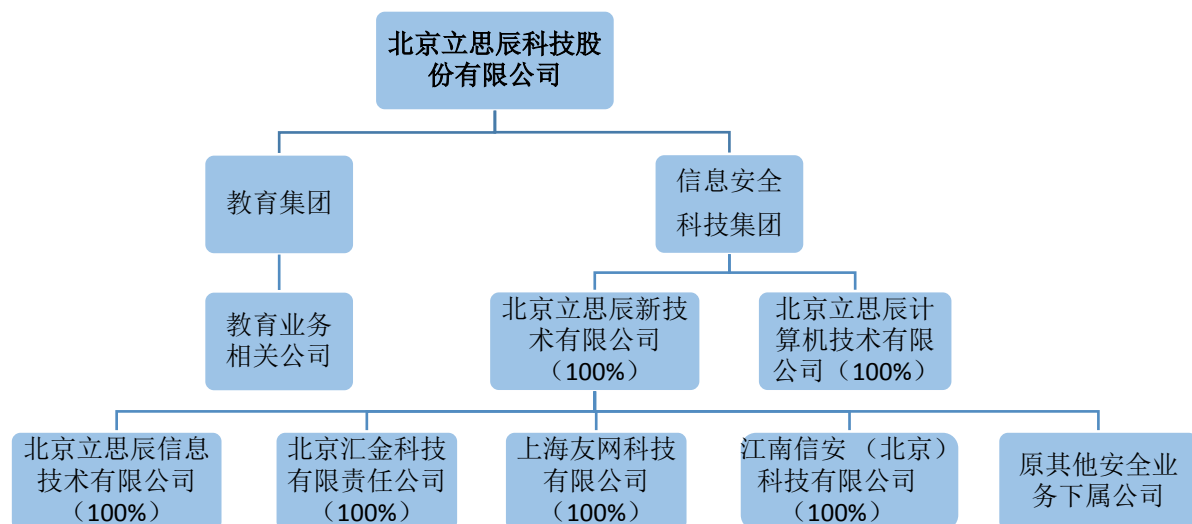 北京立思辰科技股
份有限公司
教育集团
信息安全
科技集团
教育业务
相关公司
北京立思辰新技
术有限公司
（100%）
北京立思辰计
算机技术有限
公司（100%）
北京立思辰信息
技术有限公司
（100%）
北京汇金科技
有限责任公司
（100%）
上海友网科技
有限公司
（100%）
江南信安 （北京）
科技有限公司
（100%）
原其他安全业
务下属公司